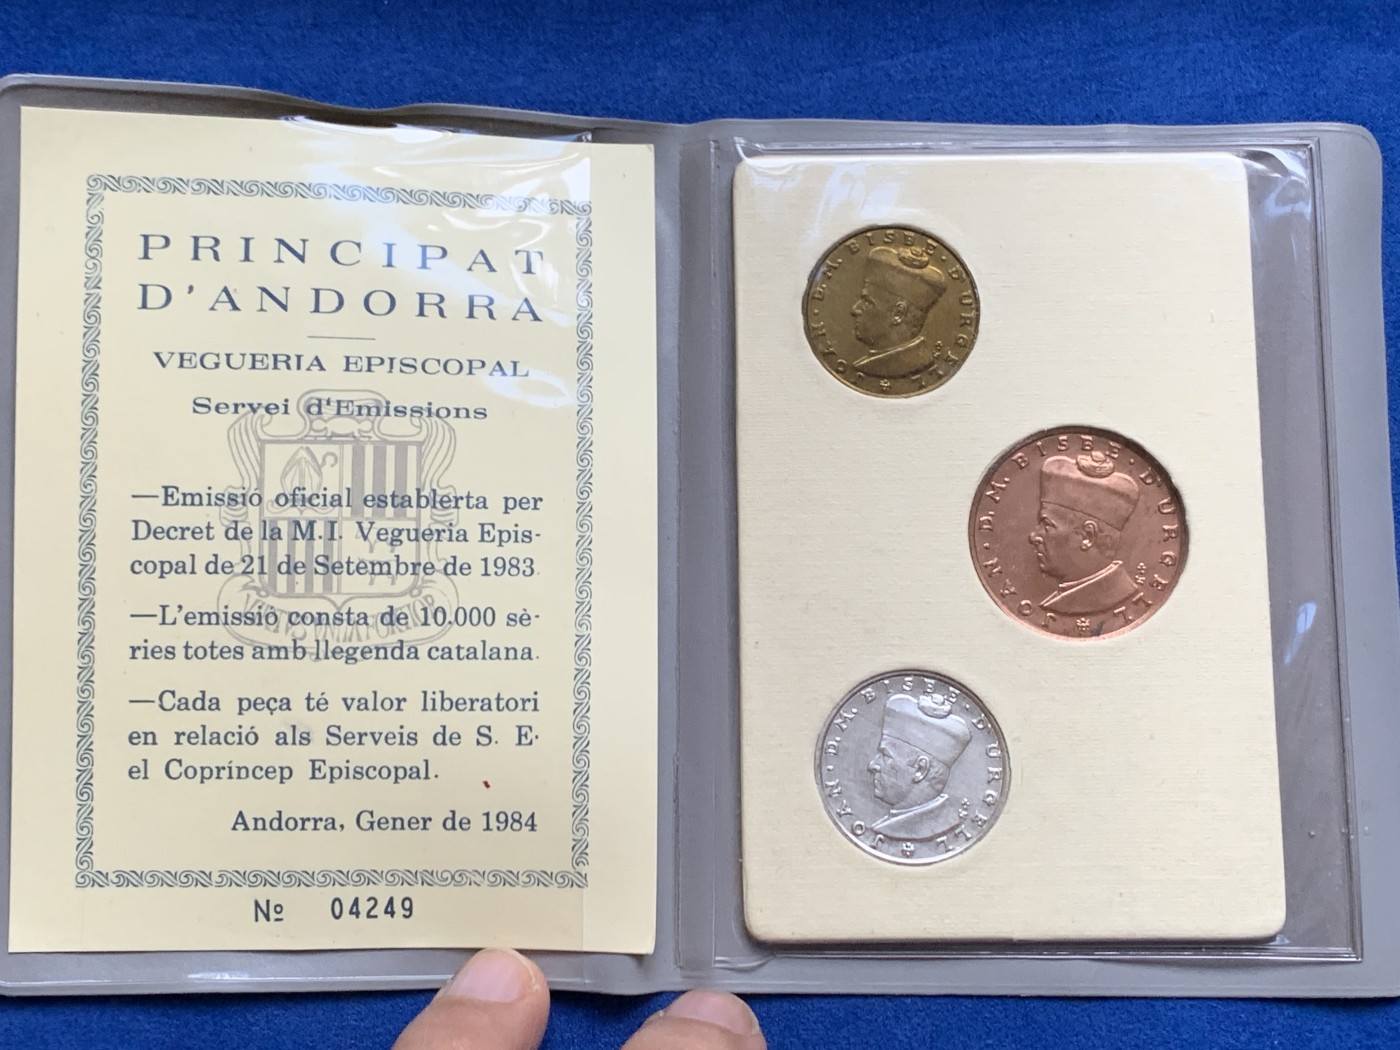 PRINCIPAT
D'ANDORRA
VEGUERIA EPISCOPAL
Servei d'Emissions
—Emissió oficial establerta per
Decret de la M.I. Vegueria Epis-
copal de 21 de Setembre de 1983.
—L'emissió consta de 10.000 sè-
ries totes amb llegenda catalana.
—Cada peça té valor liberatori
en relació als Serveis de S. E.
el Copríncep Episcopal.
Andorra, Gener de 1984
Nº 04249
JOAN · D.M. BISBE · D'URGELL
JOAN · D.M. BISBE · D'URGELL
JOAN · D.M. BISBE · D'URGELL